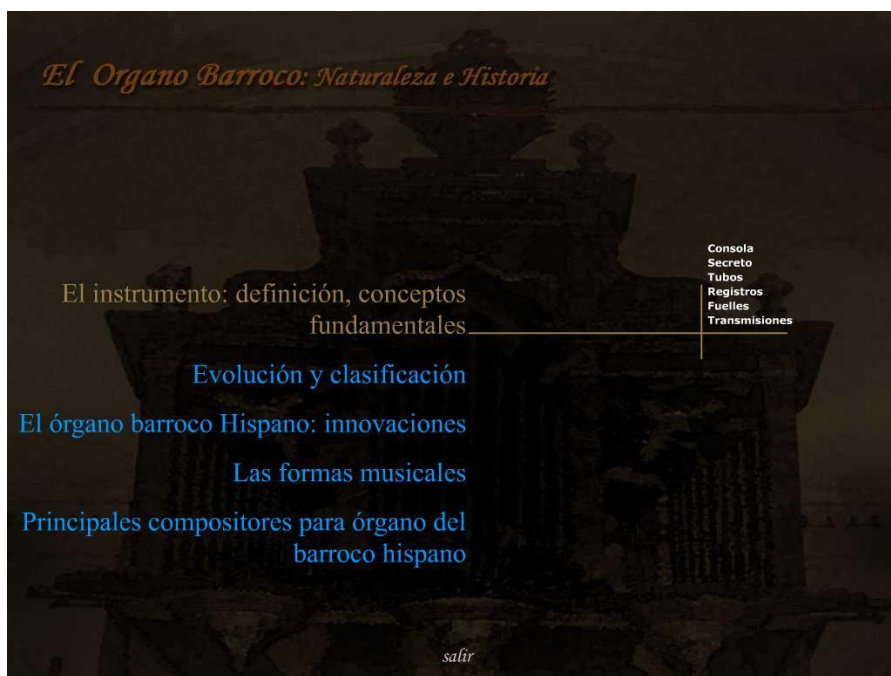 El Organo Barroco: Naturaleza e Historia
Consola
Secreto
Tubos
Registros
Fuelles
Transmisiones
El instrumento: definición, conceptos
fundamentales
Evolución y clasificación
El órgano barroco Hispano: innovaciones
Las formas musicales
Principales compositores para órgano del
barroco hispano
salir